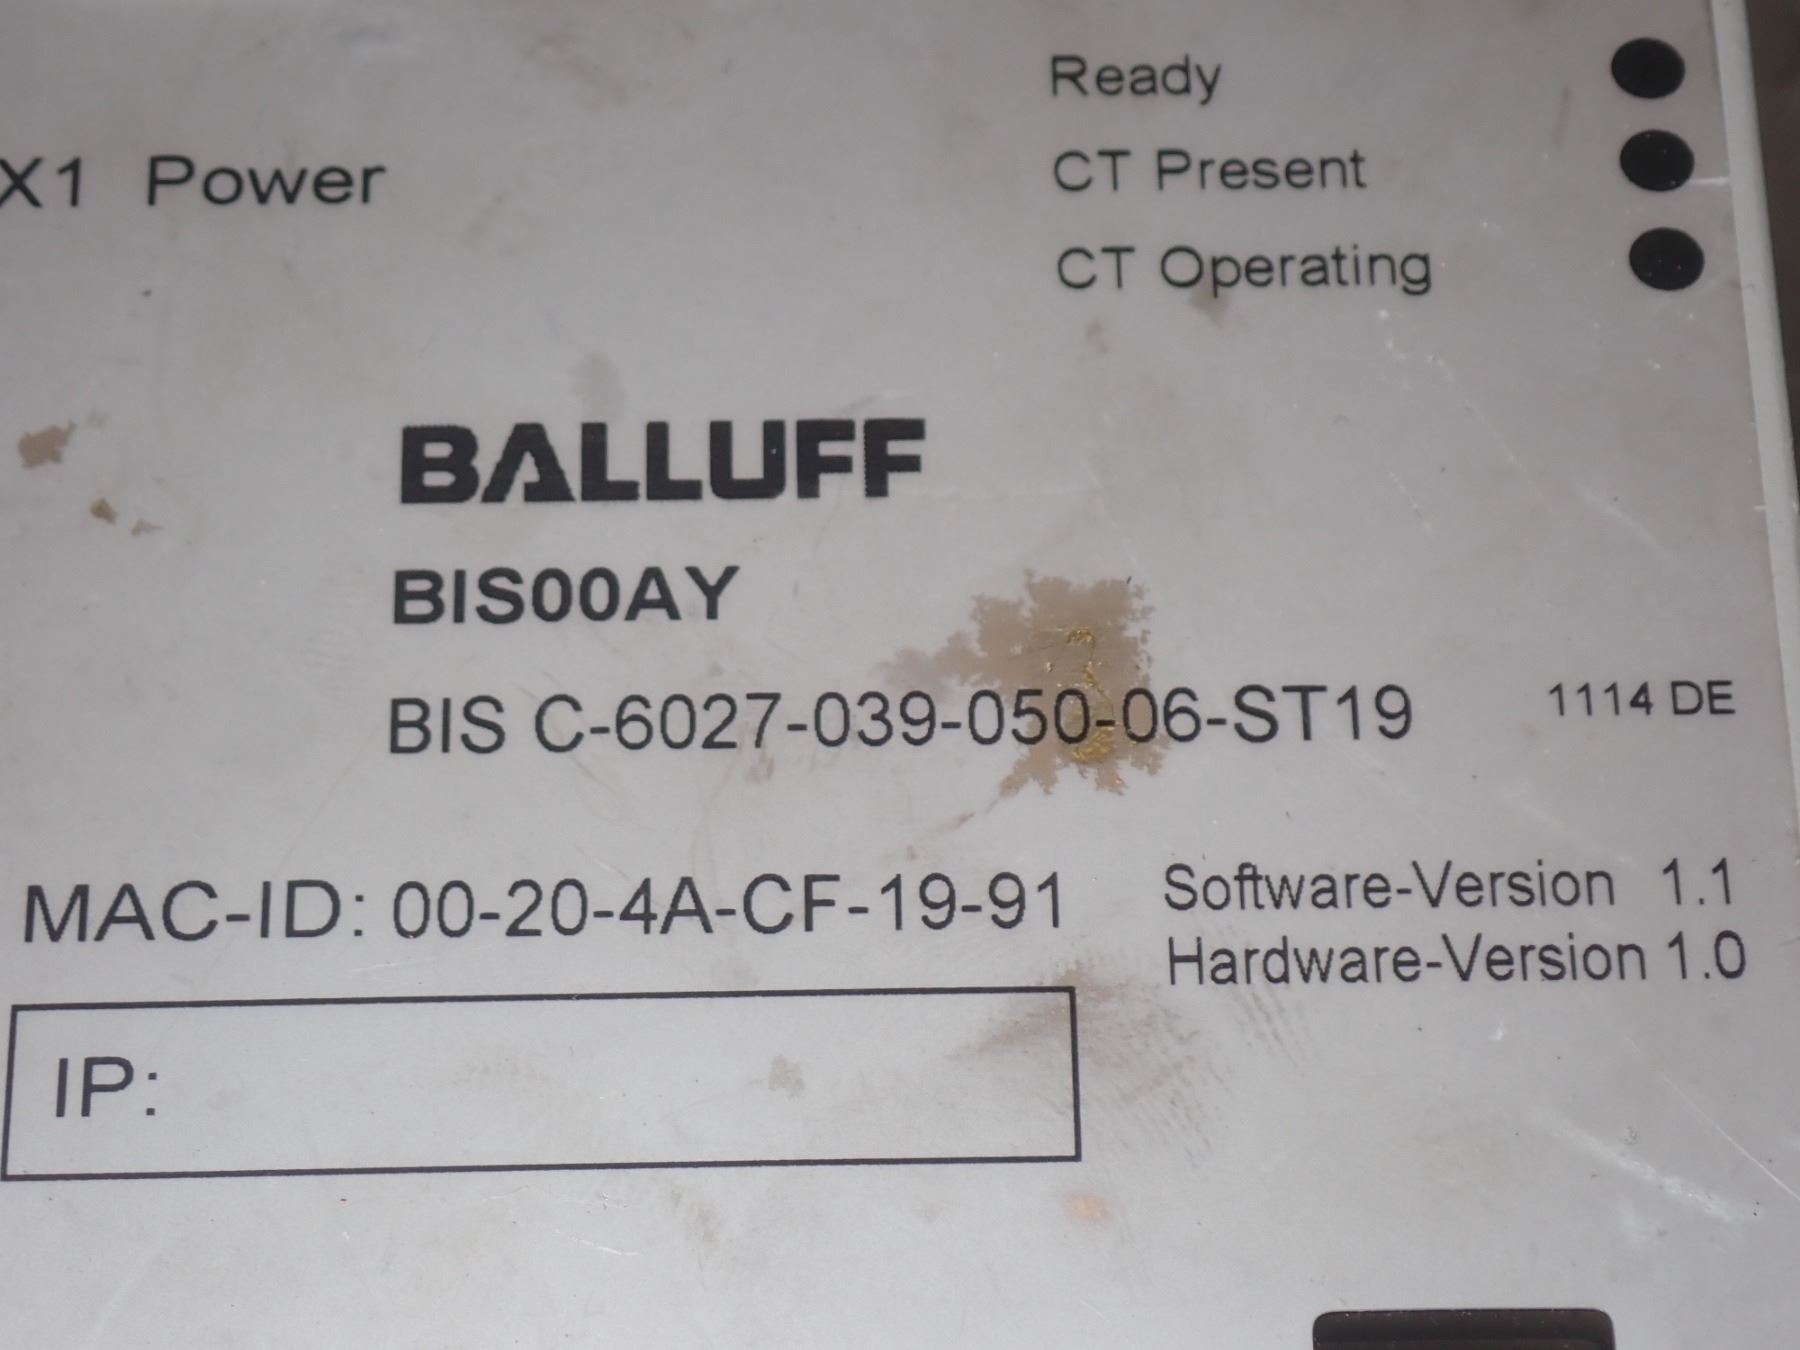 Ready
X1 Power
CT Present
CT Operating
BALLUFF
BIS00AY
BIS C-6027-039-050-06-ST19 1114 DE
MAC-ID: 00-20-4A-CF-19-91
Software-Version 1.1
Hardware-Version 1.0
IP: